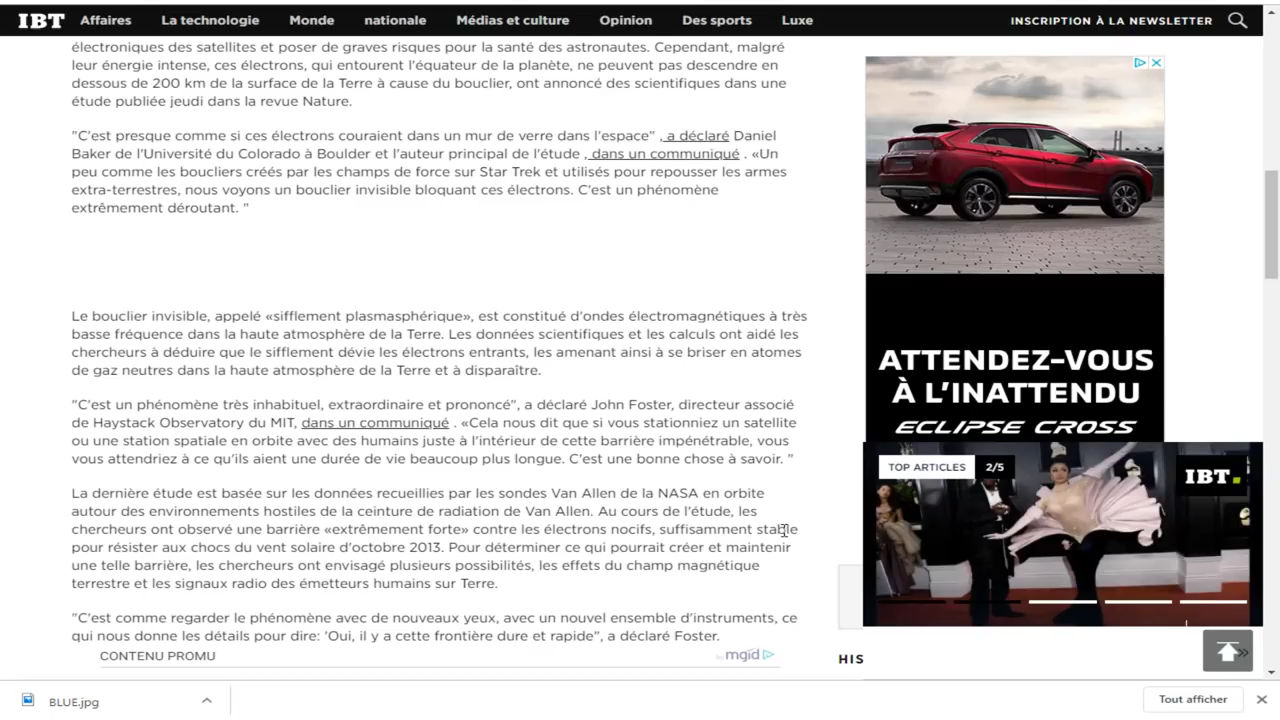 IBT Affaires La technologie Monde nationale Médias et culture Opinion Des sports Luxe INSCRIPTION À LA NEWSLETTER
électroniques des satellites et poser de graves risques pour la santé des astronautes. Cependant, malgré
leur énergie intense, ces électrons, qui entourent l'équateur de la planète, ne peuvent pas descendre en
dessous de 200 km de la surface de la Terre à cause du bouclier, ont annoncé des scientifiques dans une
étude publiée jeudi dans la revue Nature.
"C'est presque comme si ces électrons couraient dans un mur de verre dans l'espace" , a déclaré Daniel
Baker de l'Université du Colorado à Boulder et l'auteur principal de l'étude , dans un communiqué . «Un
peu comme les boucliers créés par les champs de force sur Star Trek et utilisés pour repousser les armes
extra-terrestres, nous voyons un bouclier invisible bloquant ces électrons. C'est un phénomène
extrêmement déroutant. "
Le bouclier invisible, appelé «sifflement plasmasphérique», est constitué d'ondes électromagnétiques à très
basse fréquence dans la haute atmosphère de la Terre. Les données scientifiques et les calculs ont aidé les
chercheurs à déduire que le sifflement dévie les électrons entrants, les amenant ainsi à se briser en atomes
de gaz neutres dans la haute atmosphère de la Terre et à disparaître.
"C'est un phénomène très inhabituel, extraordinaire et prononcé", a déclaré John Foster, directeur associé
de Haystack Observatory du MIT, dans un communiqué . «Cela nous dit que si vous stationniez un satellite
ou une station spatiale en orbite avec des humains juste à l'intérieur de cette barrière impénétrable, vous
vous attendriez à ce qu'ils aient une durée de vie beaucoup plus longue. C'est une bonne chose à savoir. "
La dernière étude est basée sur les données recueillies par les sondes Van Allen de la NASA en orbite
autour des environnements hostiles de la ceinture de radiation de Van Allen. Au cours de l'étude, les
chercheurs ont observé une barrière «extrêmement forte» contre les électrons nocifs, suffisamment stable
pour résister aux chocs du vent solaire d'octobre 2013. Pour déterminer ce qui pourrait créer et maintenir
une telle barrière, les chercheurs ont envisagé plusieurs possibilités, les effets du champ magnétique
terrestre et les signaux radio des émetteurs humains sur Terre.
"C'est comme regarder le phénomène avec de nouveaux yeux, avec un nouvel ensemble d'instruments, ce
qui nous donne les détails pour dire: 'Oui, il y a cette frontière dure et rapide", a déclaré Foster.
CONTENU PROMU
by mgid
ATTENDEZ-VOUS
À L'INATTENDU
ECLIPSE CROSS
TOP ARTICLES 2/5
IBT.
HIS
BLUE.jpg
Tout afficher